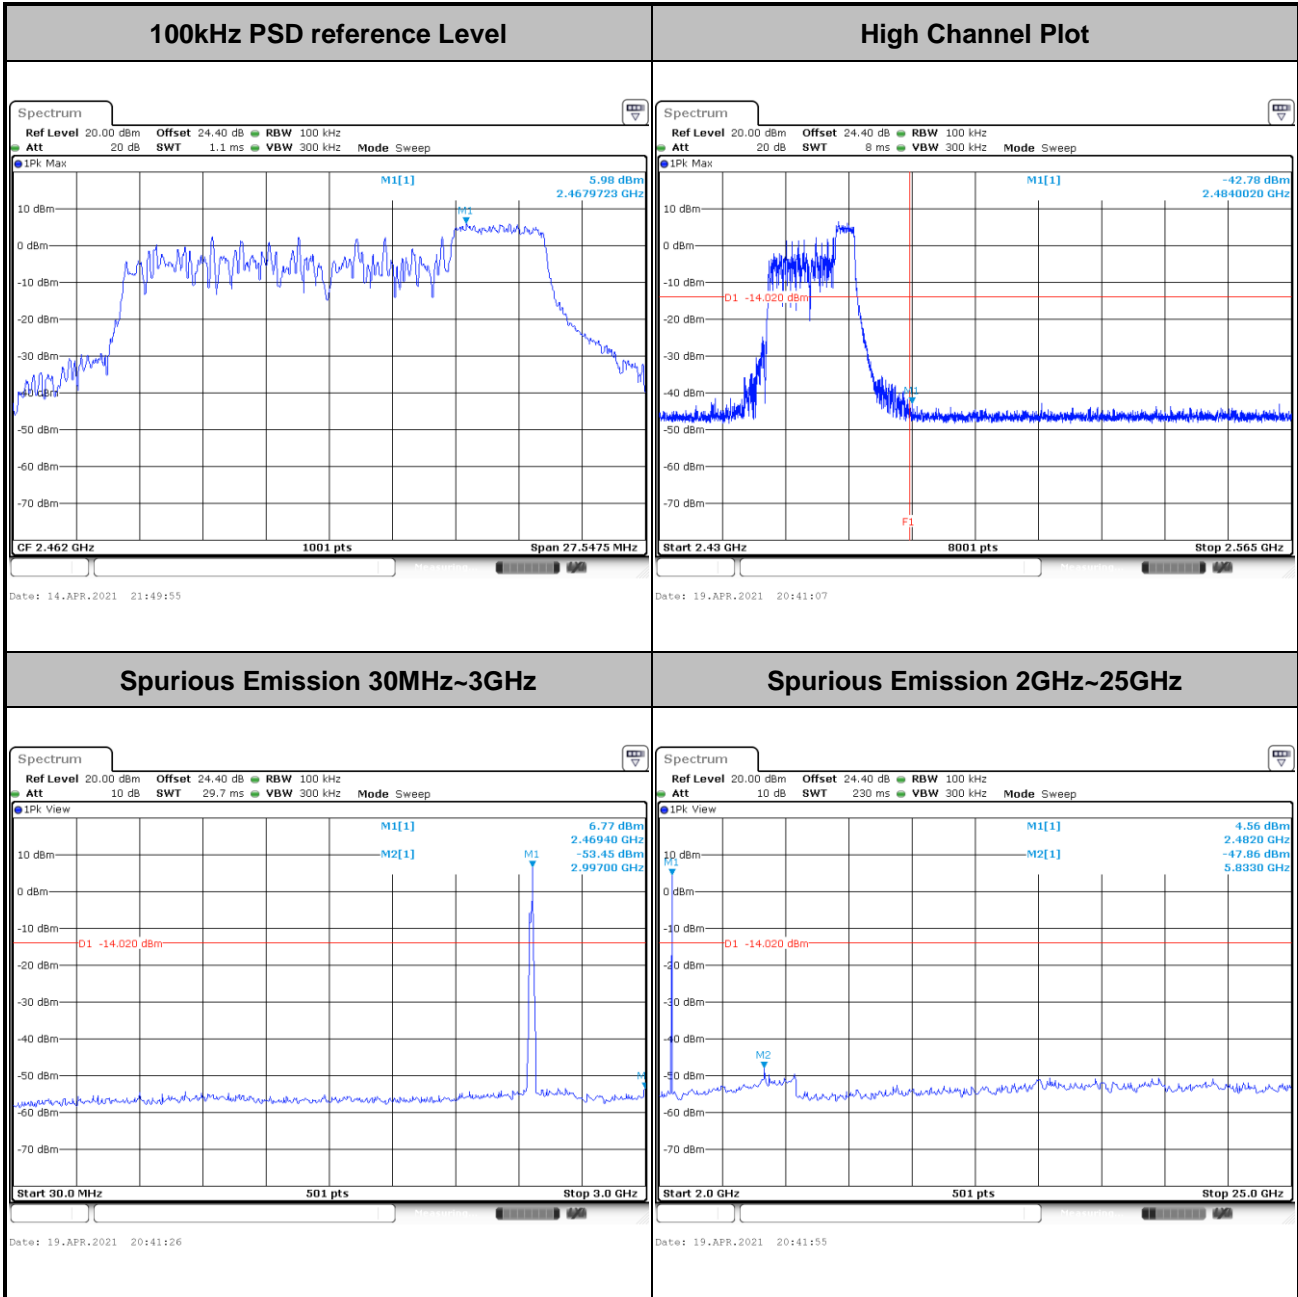 100kHz PSD reference Level
High Channel Plot
Spectrum
Ref Level 20.00 dBm Offset 24.40 dB RBW 100 kHz
Att 20 dB SWT 1.1 ms VBW 300 kHz Mode Sweep
1Pk Max
M1[1] 5.98 dBm
2.4679723 GHz
M1
10 dBm
0 dBm
-10 dBm
-20 dBm
-30 dBm
-40 dBm
-50 dBm
-60 dBm
-70 dBm
CF 2.462 GHz 1001 pts Span 27.5475 MHz
Measuring
Date: 14.APR.2021 21:49:55
Spectrum
Ref Level 20.00 dBm Offset 24.40 dB RBW 100 kHz
Att 20 dB SWT 8 ms VBW 300 kHz Mode Sweep
1Pk Max
M1[1] -42.78 dBm
2.4840020 GHz
10 dBm
0 dBm
-10 dBm
D1 -14.020 dBm
-20 dBm
-30 dBm
-40 dBm
M1
-50 dBm
-60 dBm
-70 dBm
F1
Start 2.43 GHz 8001 pts Stop 2.565 GHz
Measuring
Date: 19.APR.2021 20:41:07
Spurious Emission 30MHz~3GHz
Spurious Emission 2GHz~25GHz
Spectrum
Ref Level 20.00 dBm Offset 24.40 dB RBW 100 kHz
Att 10 dB SWT 29.7 ms VBW 300 kHz Mode Sweep
1Pk View
M1[1] 6.77 dBm
2.46940 GHz
M2[1] -53.45 dBm
2.99700 GHz
M1
10 dBm
0 dBm
-10 dBm
D1 -14.020 dBm
-20 dBm
-30 dBm
-40 dBm
-50 dBm
-60 dBm
-70 dBm
Start 30.0 MHz 501 pts Stop 3.0 GHz
Measuring
Date: 19.APR.2021 20:41:26
Spectrum
Ref Level 20.00 dBm Offset 24.40 dB RBW 100 kHz
Att 10 dB SWT 230 ms VBW 300 kHz Mode Sweep
1Pk View
M1[1] 4.56 dBm
2.4820 GHz
M2[1] -47.86 dBm
5.8330 GHz
10 dBm
M1
0 dBm
-10 dBm
D1 -14.020 dBm
-20 dBm
-30 dBm
-40 dBm
M2
-50 dBm
-60 dBm
-70 dBm
Start 2.0 GHz 501 pts Stop 25.0 GHz
Measuring
Date: 19.APR.2021 20:41:55